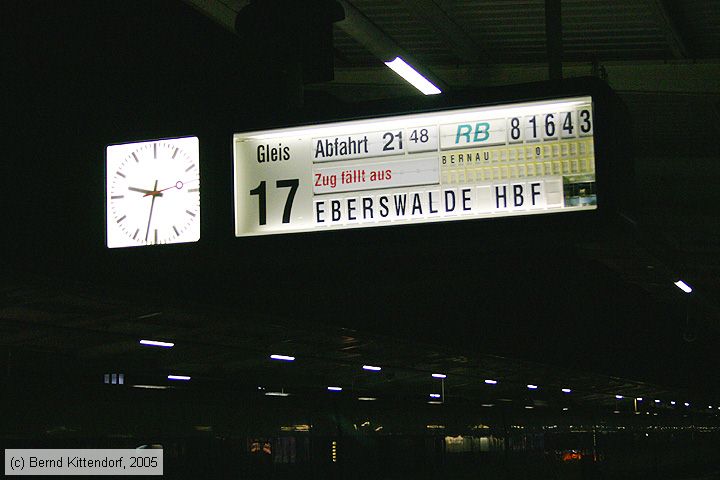 Gleis 17
Abfahrt 21 48 RB 81643
Zug fällt aus BERNAU
EBERSWALDE HBF
(c) Bernd Kittendorf, 2005